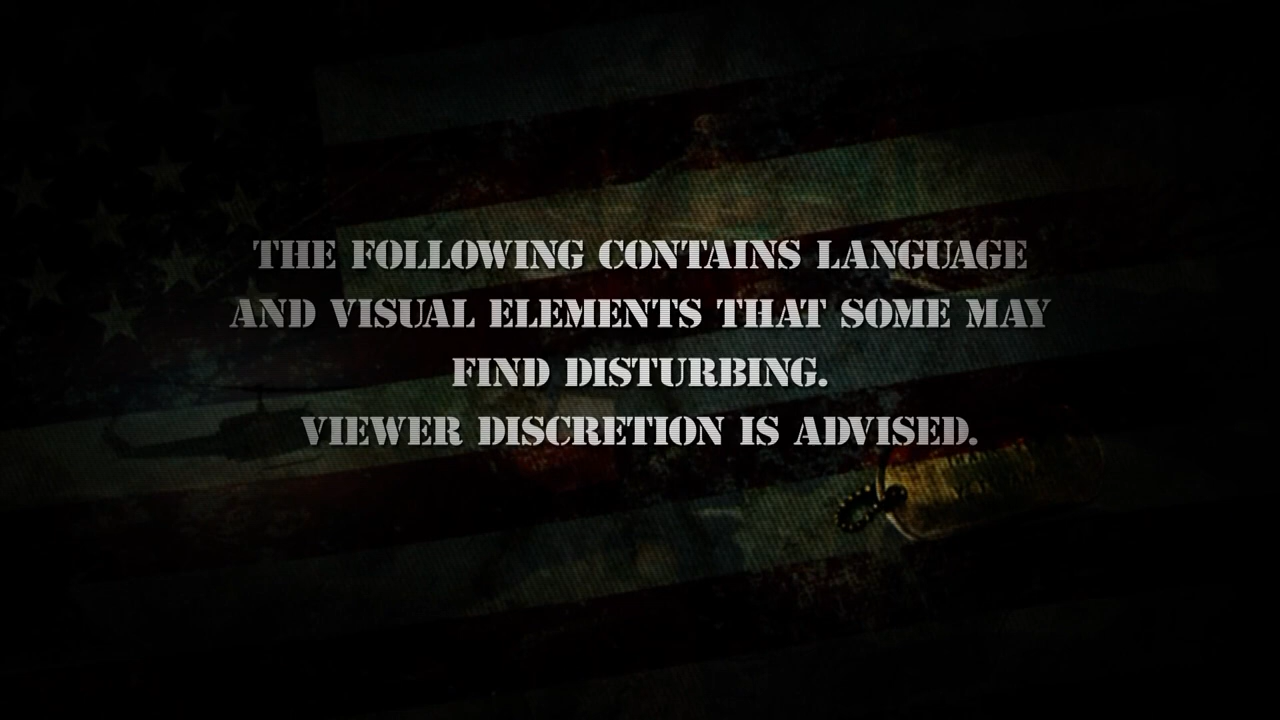 THE FOLLOWING CONTAINS LANGUAGE
AND VISUAL ELEMENTS THAT SOME MAY
FIND DISTURBING.
VIEWER DISCRETION IS ADVISED.